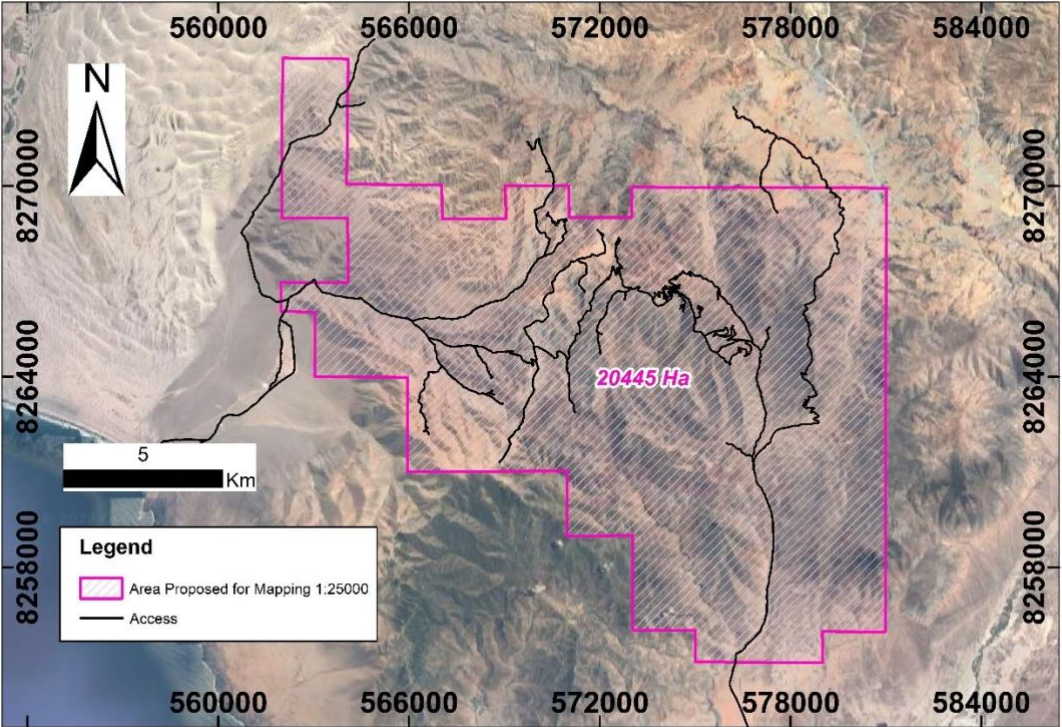 560000 566000 572000 578000 584000
N
8270000 8270000
8264000 8264000
20445 Ha
5
Km
8258000 8258000
Legend
Area Proposed for Mapping 1:25000
Access
560000 566000 572000 578000 584000